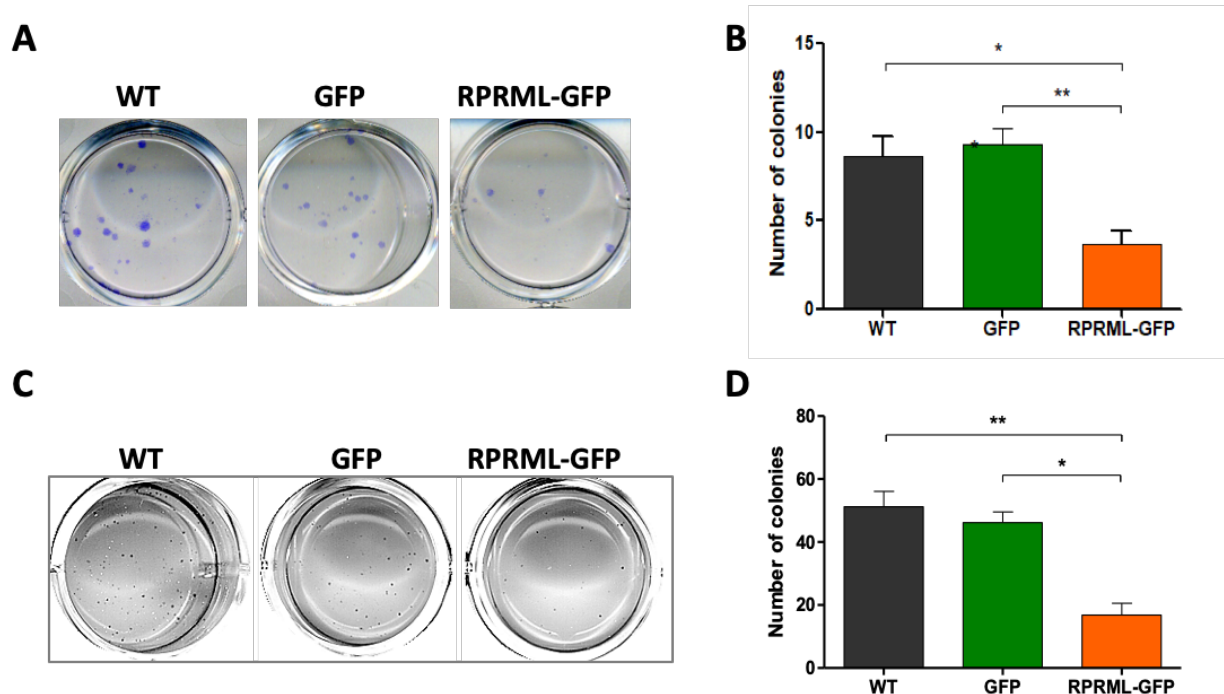 A
WT
GFP
RPRML-GFP
B
Number of colonies
15
10
5
0
*
**
*
WT
GFP
RPRML-GFP
C
WT
GFP
RPRML-GFP
D
Number of colonies
80
60
40
20
0
**
*
WT
GFP
RPRML-GFP